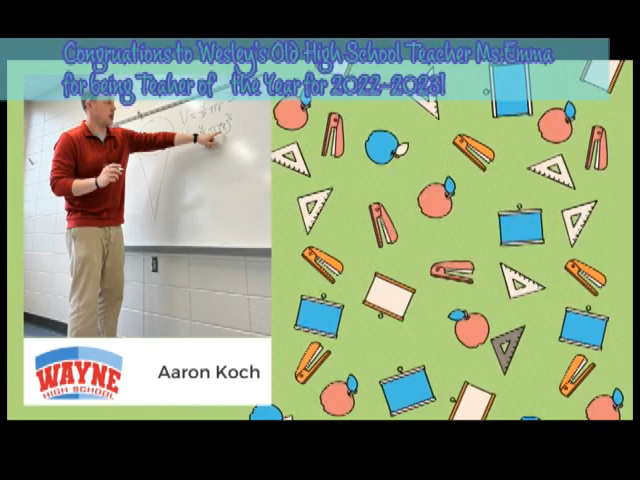 Congruations to Wesley's Old High School Teacher Ms.Emma
for being Teaher of the Year for 2022-2023!
WAYNE
HIGH SCHOOL
Aaron Koch